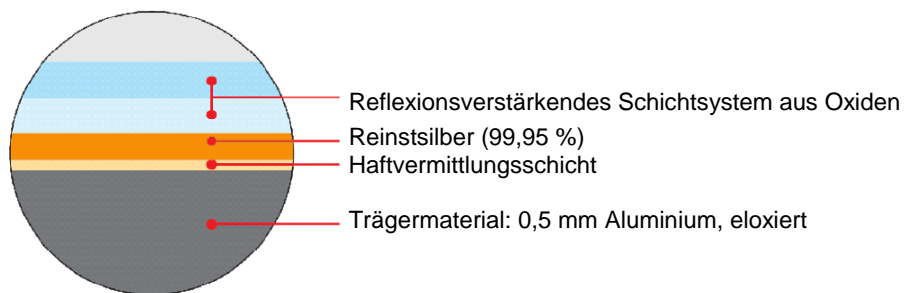 Reflexionsverstärkendes Schichtsystem aus Oxiden
Reinstsilber (99,95 %)
Haftvermittlungsschicht
Trägermaterial: 0,5 mm Aluminium, eloxiert